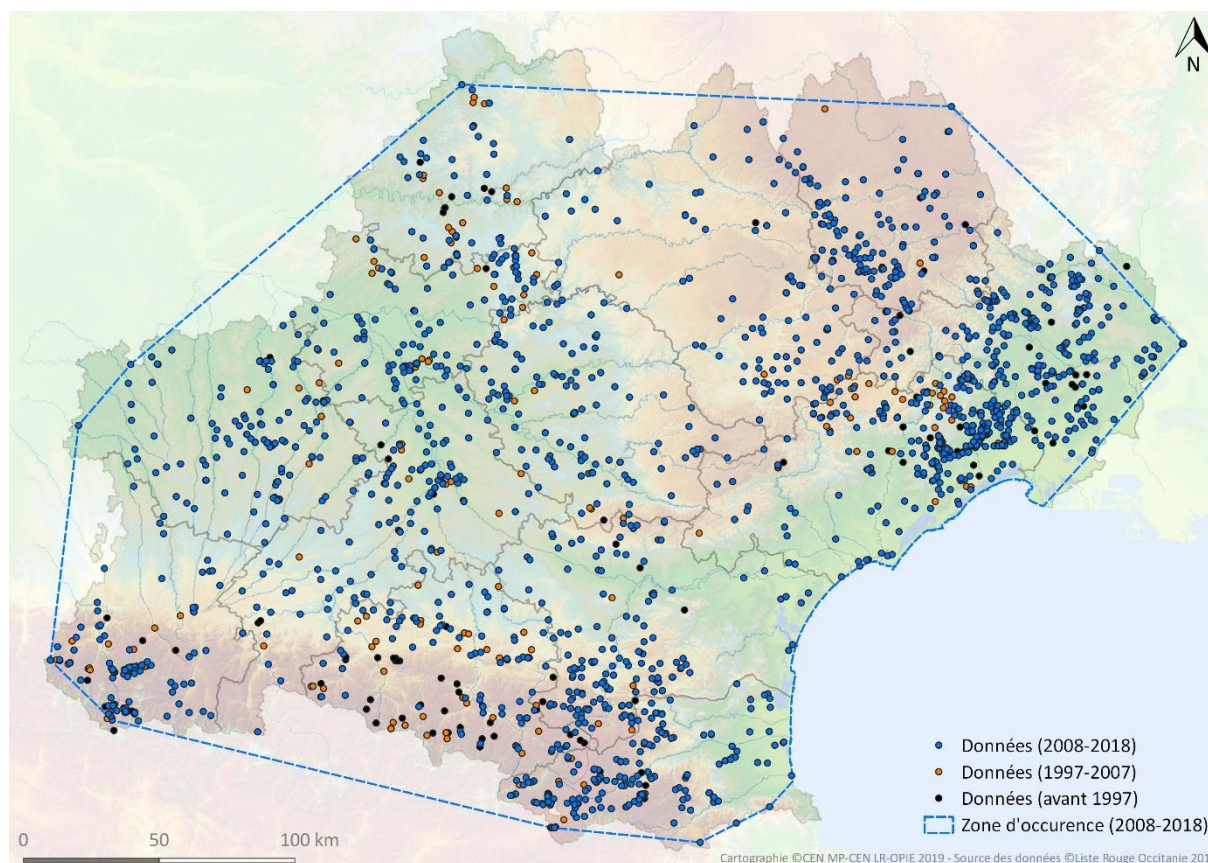 N
Données (2008-2018)
Données (1997-2007)
Données (avant 1997)
Zone d'occurence (2008-2018)
0 50 100 km
Cartographie ©CEN MP-CEN LR-OPIE 2019 - Source des données ©Liste Rouge Occitanie 201